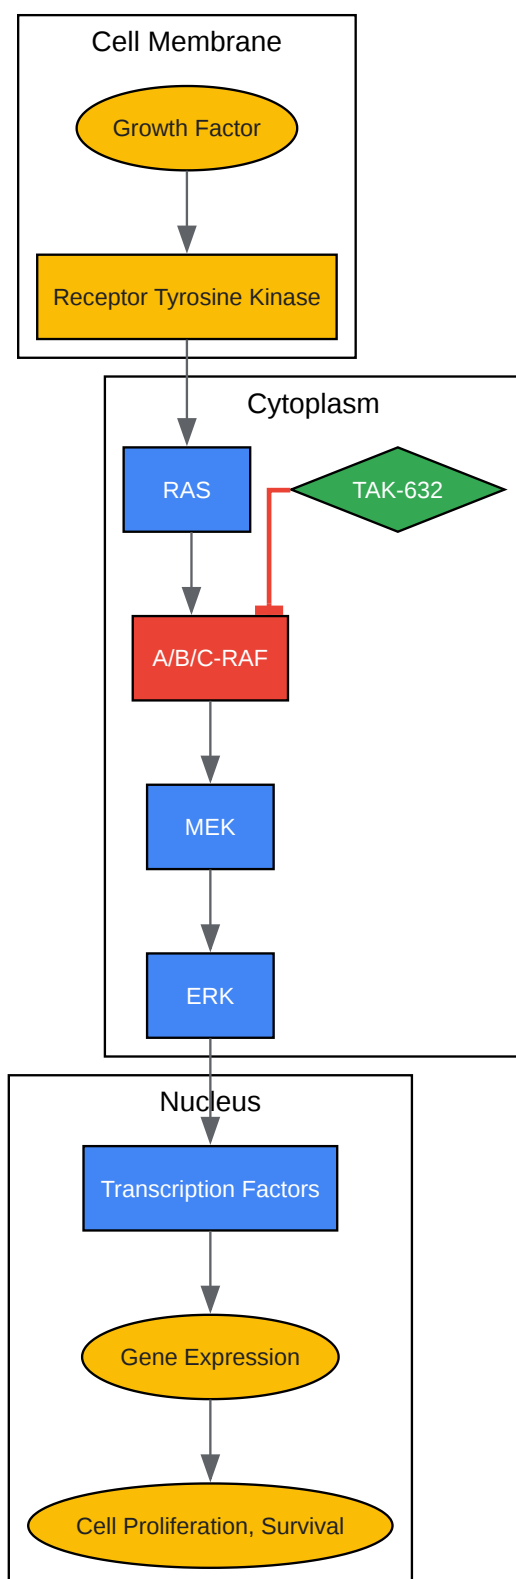 Cell Membrane
Growth Factor
Receptor Tyrosine Kinase
Cytoplasm
RAS
TAK-632
A/B/C-RAF
MEK
ERK
Nucleus
Transcription Factors
Gene Expression
Cell Proliferation, Survival